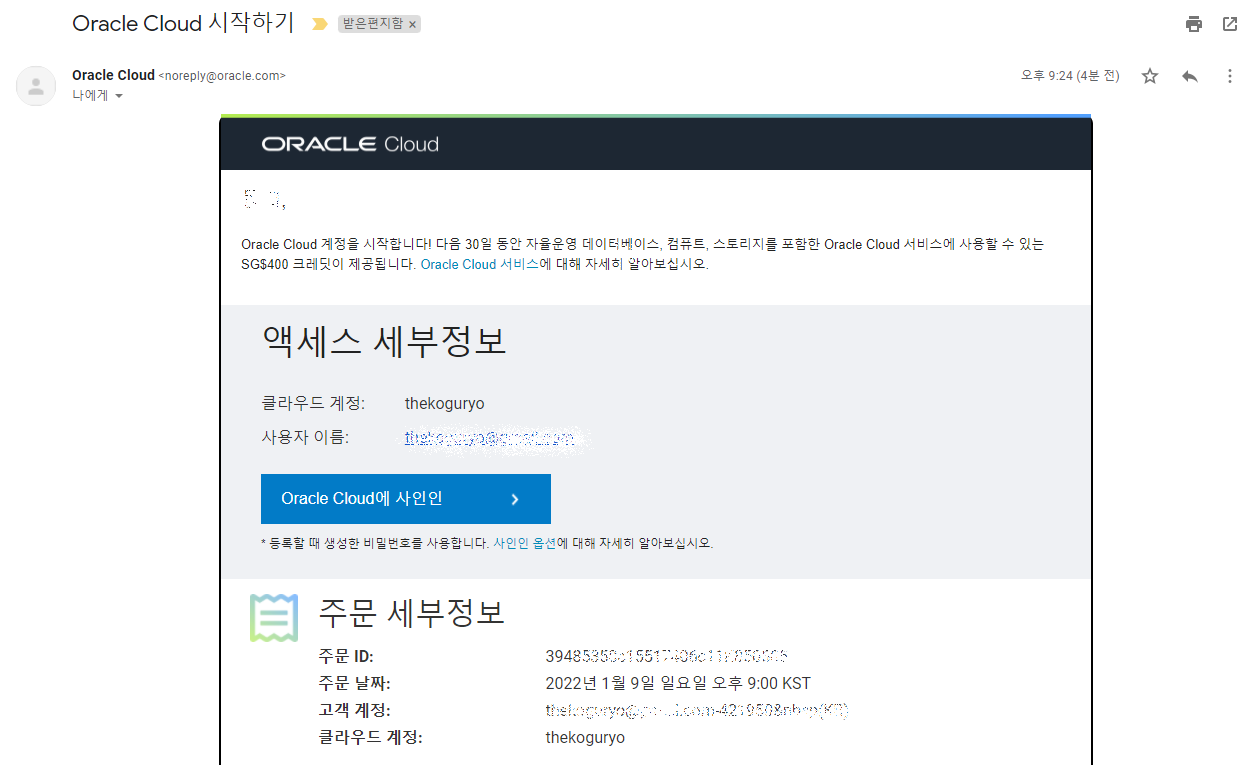 Oracle Cloud 시작하기 받은편지함 ×
Oracle Cloud <noreply@oracle.com> 오후 9:24 (4분 전)
나에게
ORACLE Cloud
Oracle Cloud 계정을 시작합니다! 다음 30일 동안 자율운영 데이터베이스, 컴퓨트, 스토리지를 포함한 Oracle Cloud 서비스에 사용할 수 있는
SG$400 크레딧이 제공됩니다. Oracle Cloud 서비스에 대해 자세히 알아보십시오.
액세스 세부정보
클라우드 계정: thekoguryo
사용자 이름:
Oracle Cloud에 사인인
* 등록할 때 생성한 비밀번호를 사용합니다. 사인인 옵션에 대해 자세히 알아보십시오.
주문 세부정보
주문 ID:
주문 날짜: 2022년 1월 9일 일요일 오후 9:00 KST
고객 계정:
클라우드 계정: thekoguryo